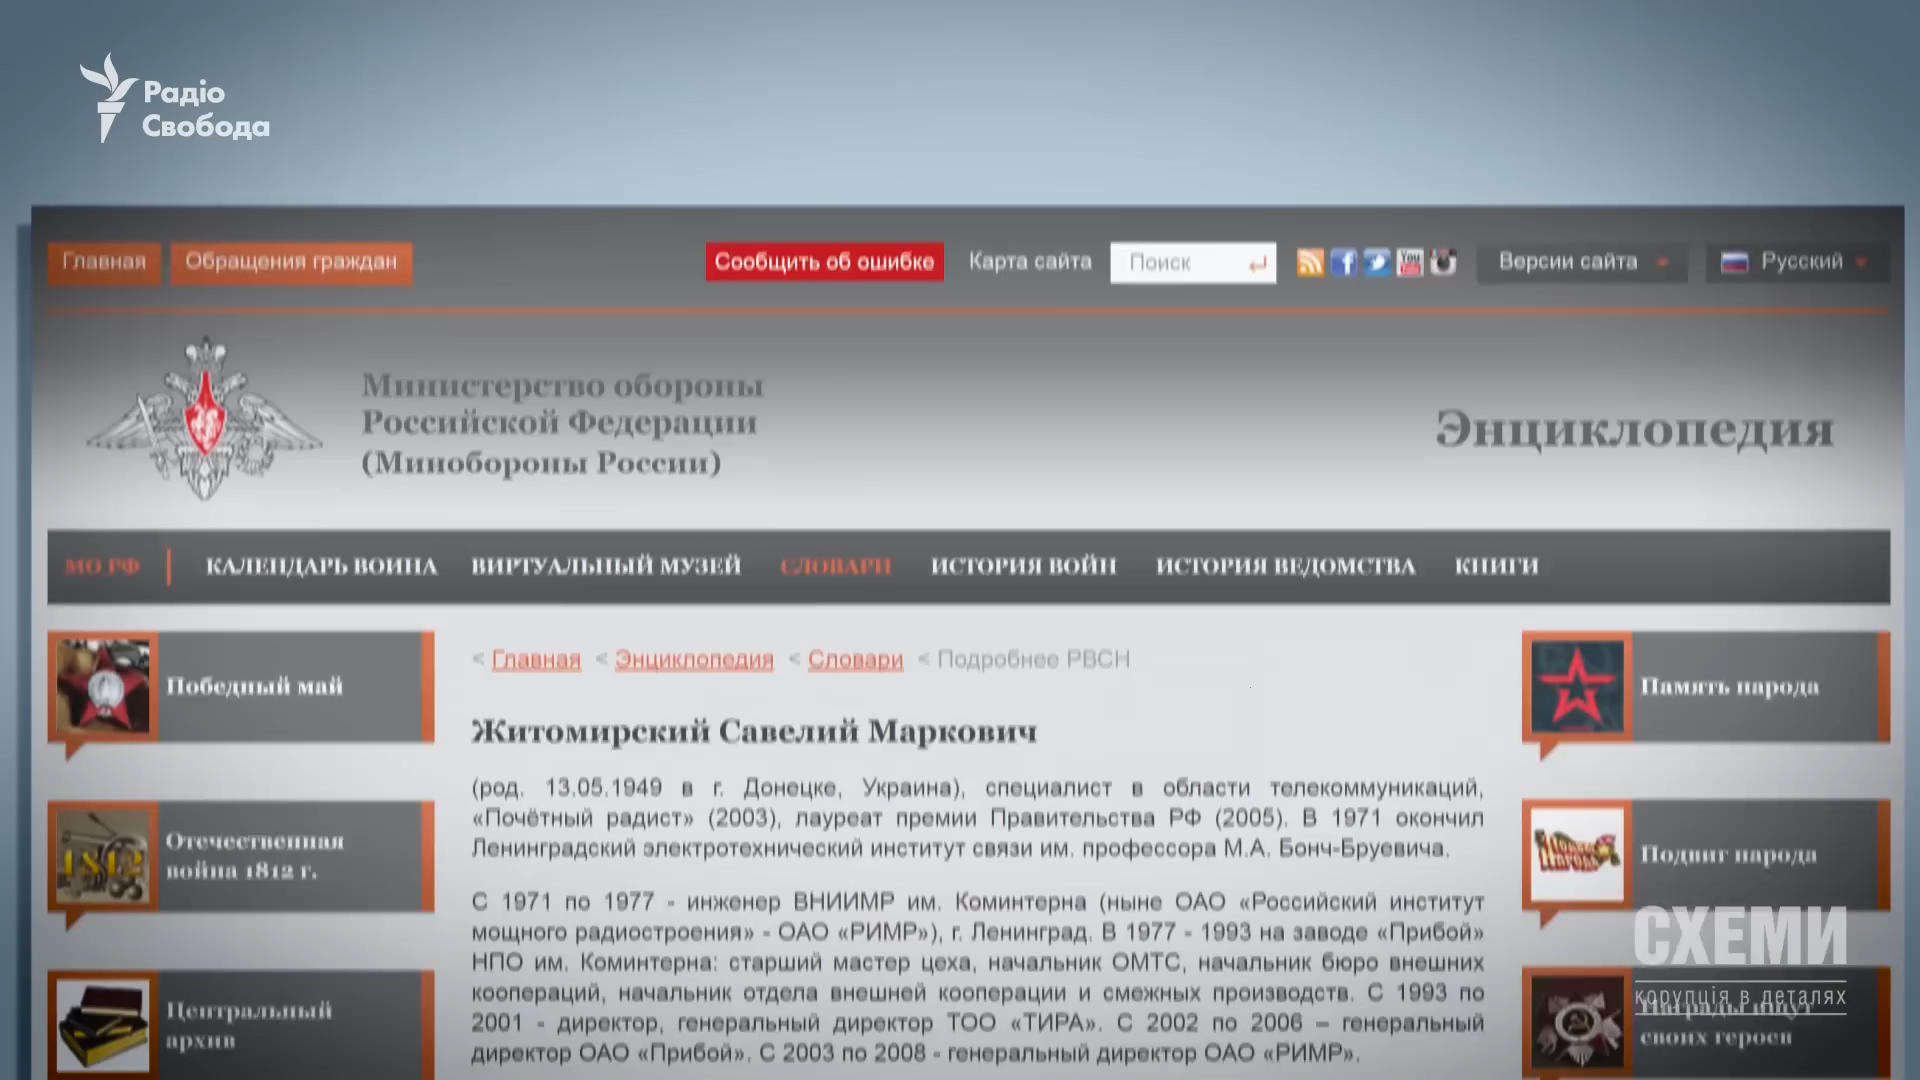 Радіо
Свобода
Главная
Обращения граждан
Сообщить об ошибке
Карта сайта
Поиск
You
Версии сайта
Русский
Министерство обороны
Российской Федерации
(Минобороны России)
Энциклопедия
МО РФ
КАЛЕНДАРЬ ВОИНА
ВИРТУАЛЬНЫЙ МУЗЕЙ
СЛОВАРИ
ИСТОРИЯ ВОЙН
ИСТОРИЯ ВЕДОМСТВА
КНИГИ
Победный май
1812
Отечественная
война 1812 г.
Центральный
архив
< Главная < Энциклопедия < Словари < Подробнее РВСН
Житомирский Савелий Маркович
(род. 13.05.1949 в г. Донецке, Украина), специалист в области телекоммуникаций,
«Почётный радист» (2003), лауреат премии Правительства РФ (2005). В 1971 окончил
Ленинградский электротехнический институт связи им. профессора М.А. Бонч-Бруевича.
С 1971 по 1977 - инженер ВНИИМР им. Коминтерна (ныне ОАО «Российский институт
мощного радиостроения» - ОАО «РИМР»), г. Ленинград. В 1977 - 1993 на заводе «Прибой»
НПО им. Коминтерна: старший мастер цеха, начальник ОМТС, начальник бюро внешних
коопераций, начальник отдела внешней кооперации и смежных производств. С 1993 по
2001 - директор, генеральный директор ТОО «ТИРА». С 2002 по 2006 – генеральный
директор ОАО «Прибой». С 2003 по 2008 - генеральный директор ОАО «РИМР».
Память народа
Подвиг народа
Награды ищут
своих героев
СХЕМИ
корупція в деталях